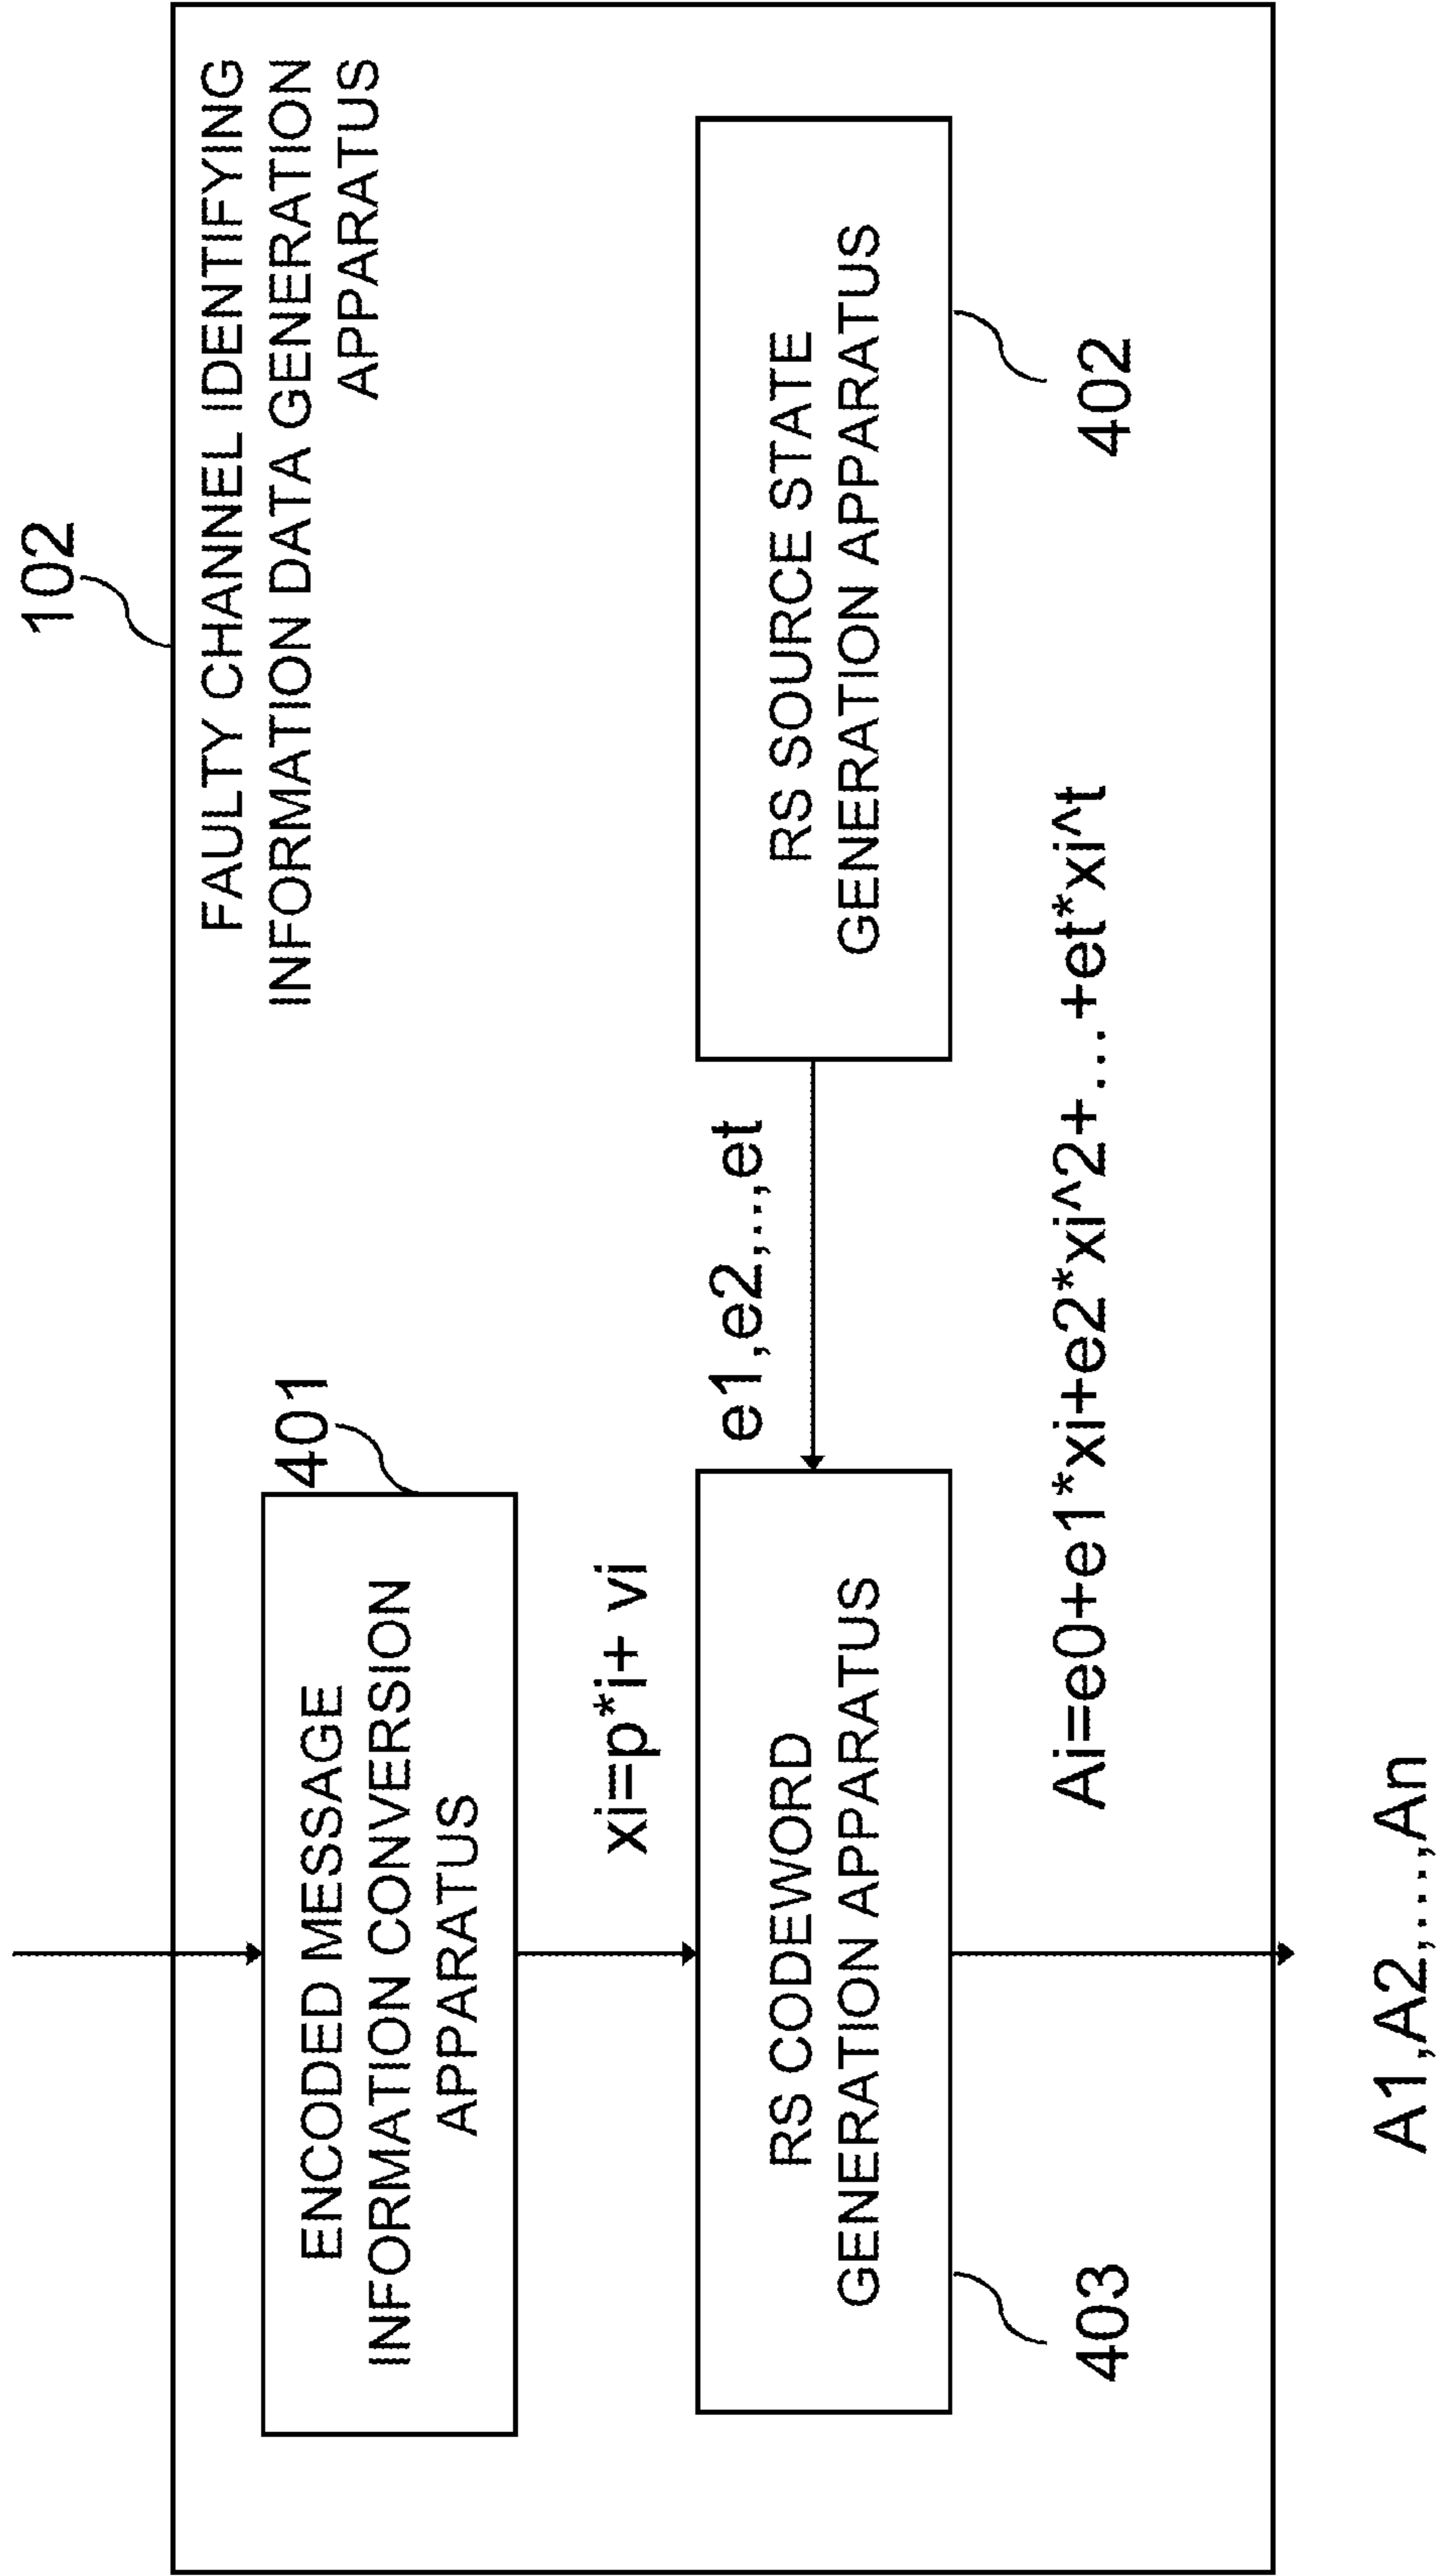 102
FAULTY CHANNEL IDENTIFYING
INFORMATION DATA GENERATION
APPARATUS
401
ENCODED MESSAGE
INFORMATION CONVERSION
APPARATUS
xi=p*i+ vi
e1,e2,...,et
RS CODEWORD
GENERATION APPARATUS
RS SOURCE STATE
GENERATION APPARATUS
403
Ai=e0+e1*xi+e2*xi^2+...+et*xi^t
402
A1,A2,...,An